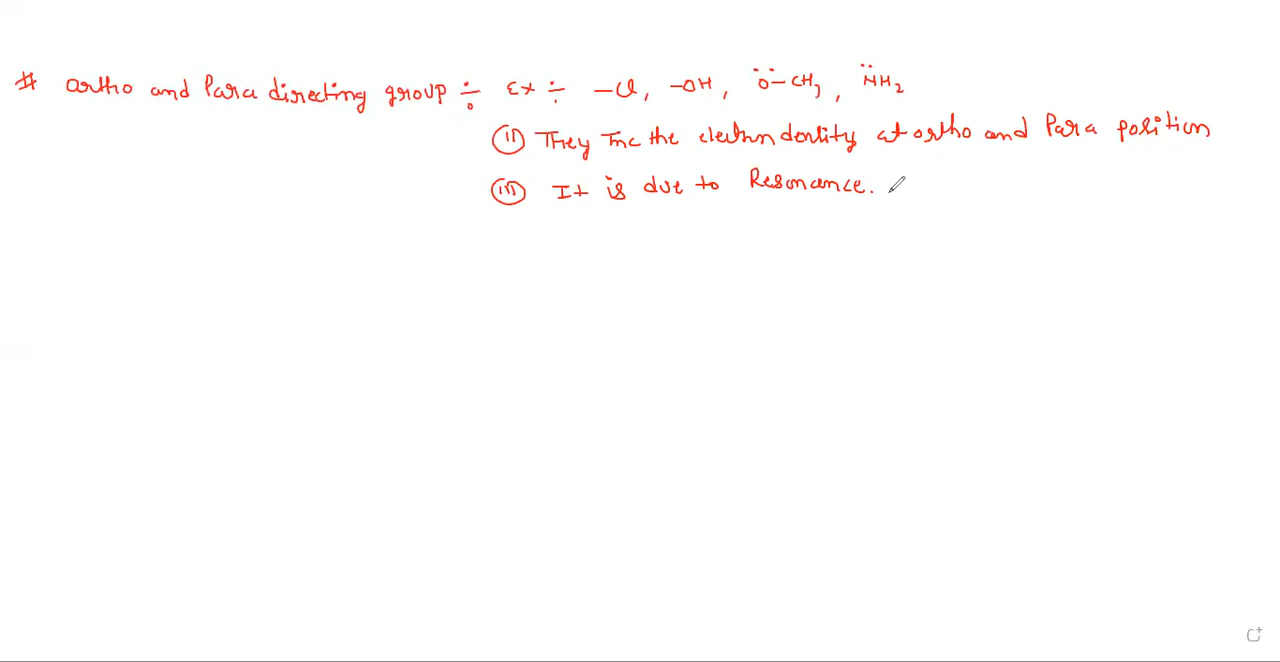 # ortho and Para directing group ÷ Ex ÷ -Cl, -OH, Ö-CH3, N̈H2
(ii) They Inc the electron density at ortho and Para position
(iii) It is due to Resonance.